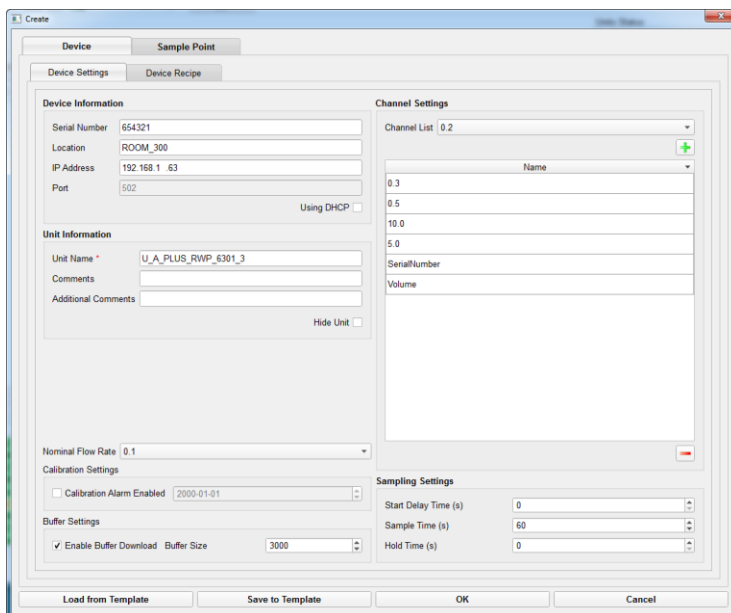 Create
Device
Sample Point
Device Settings
Device Recipe
Device Information
Serial Number 654321
Location ROOM_300
IP Address 192.168.1 .63
Port 502
Using DHCP
Unit Information
Unit Name * U_A_PLUS_RWP_6301_3
Comments
Additional Comments
Hide Unit
Nominal Flow Rate 0.1
Calibration Settings
Calibration Alarm Enabled 2000-01-01
Buffer Settings
Enable Buffer Download Buffer Size 3000
Channel Settings
Channel List 0.2
Name
0.3
0.5
10.0
5.0
SerialNumber
Volume
Sampling Settings
Start Delay Time (s) 0
Sample Time (s) 60
Hold Time (s) 0
Load from Template
Save to Template
OK
Cancel